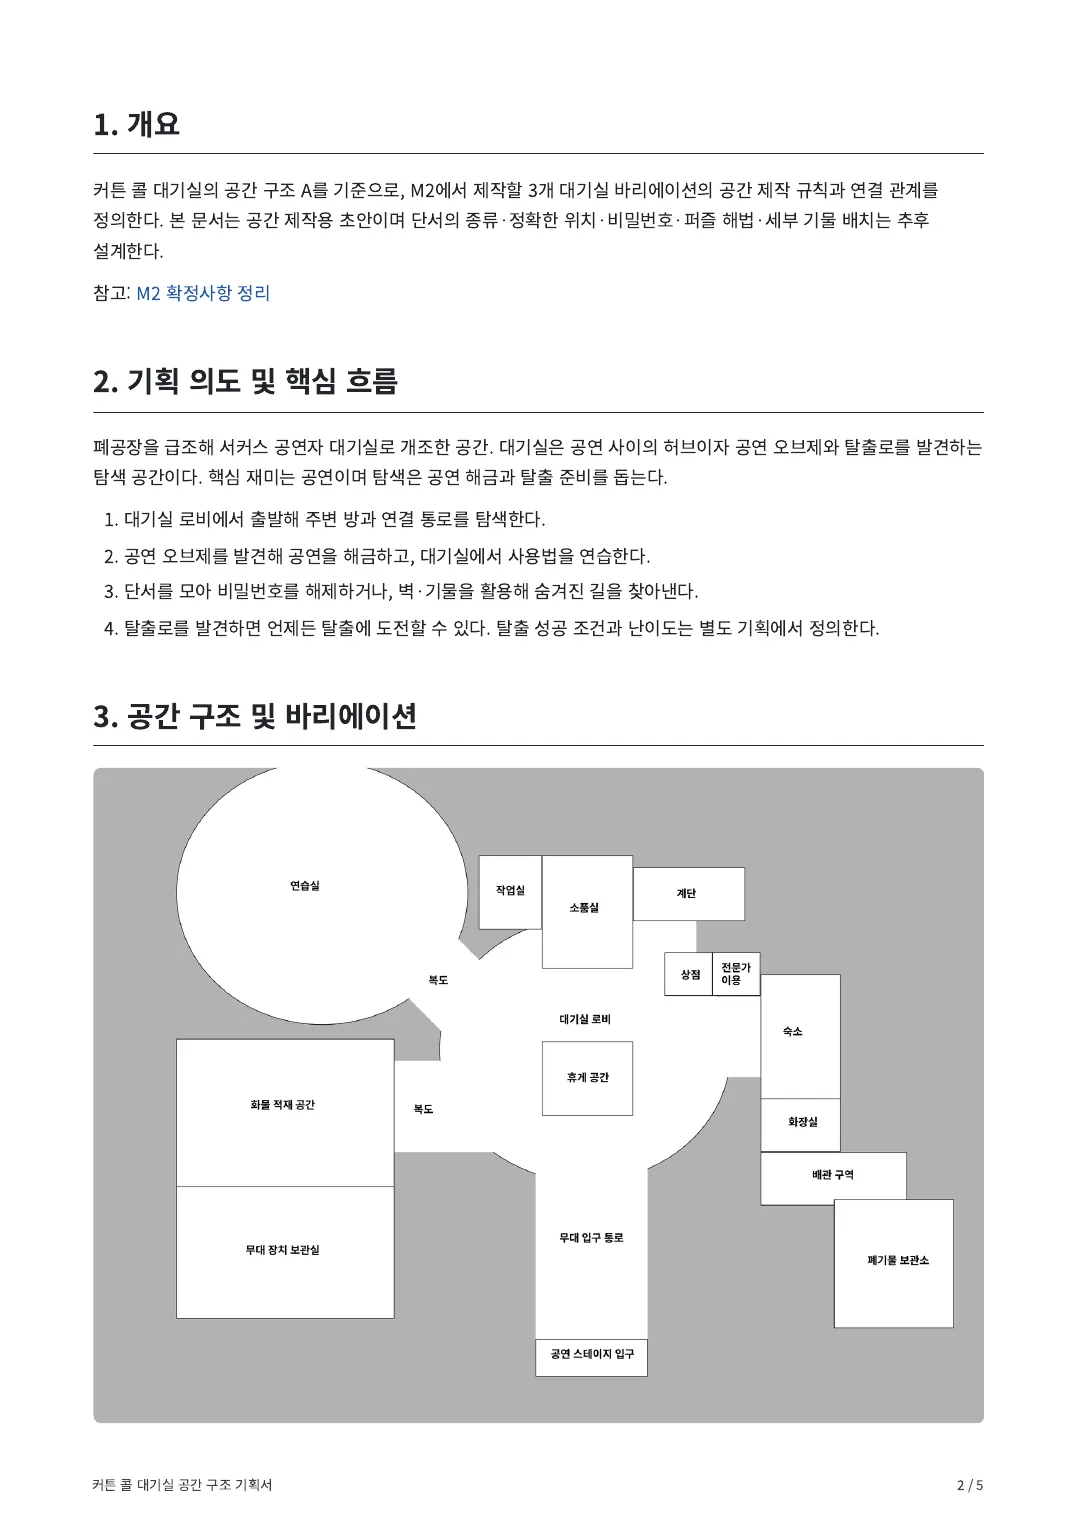 1. 개요
커튼 콜 대기실의 공간 구조 A를 기준으로, M2에서 제작할 3개 대기실 바리에이션의 공간 제작 규칙과 연결 관계를
정의한다. 본 문서는 공간 제작용 초안이며 단서의 종류·정확한 위치·비밀번호·퍼즐 해법·세부 기물 배치는 추후
설계한다.
참고: M2 확정사항 정리
2. 기획 의도 및 핵심 흐름
폐공장을 급조해 서커스 공연자 대기실로 개조한 공간. 대기실은 공연 사이의 허브이자 공연 오브제와 탈출로를 발견하는
탐색 공간이다. 핵심 재미는 공연이며 탐색은 공연 해금과 탈출 준비를 돕는다.
1. 대기실 로비에서 출발해 주변 방과 연결 통로를 탐색한다.
2. 공연 오브제를 발견해 공연을 해금하고, 대기실에서 사용법을 연습한다.
3. 단서를 모아 비밀번호를 해제하거나, 벽·기물을 활용해 숨겨진 길을 찾아낸다.
4. 탈출로를 발견하면 언제든 탈출에 도전할 수 있다. 탈출 성공 조건과 난이도는 별도 기획에서 정의한다.
3. 공간 구조 및 바리에이션
연습실
작업실
소품실
계단
상점
전문가
이용
복도
대기실 로비
숙소
휴게 공간
화물 적재 공간
복도
화장실
배관 구역
무대 입구 통로
무대 장치 보관실
폐기물 보관소
공연 스테이지 입구
커튼 콜 대기실 공간 구조 기획서
2 / 5